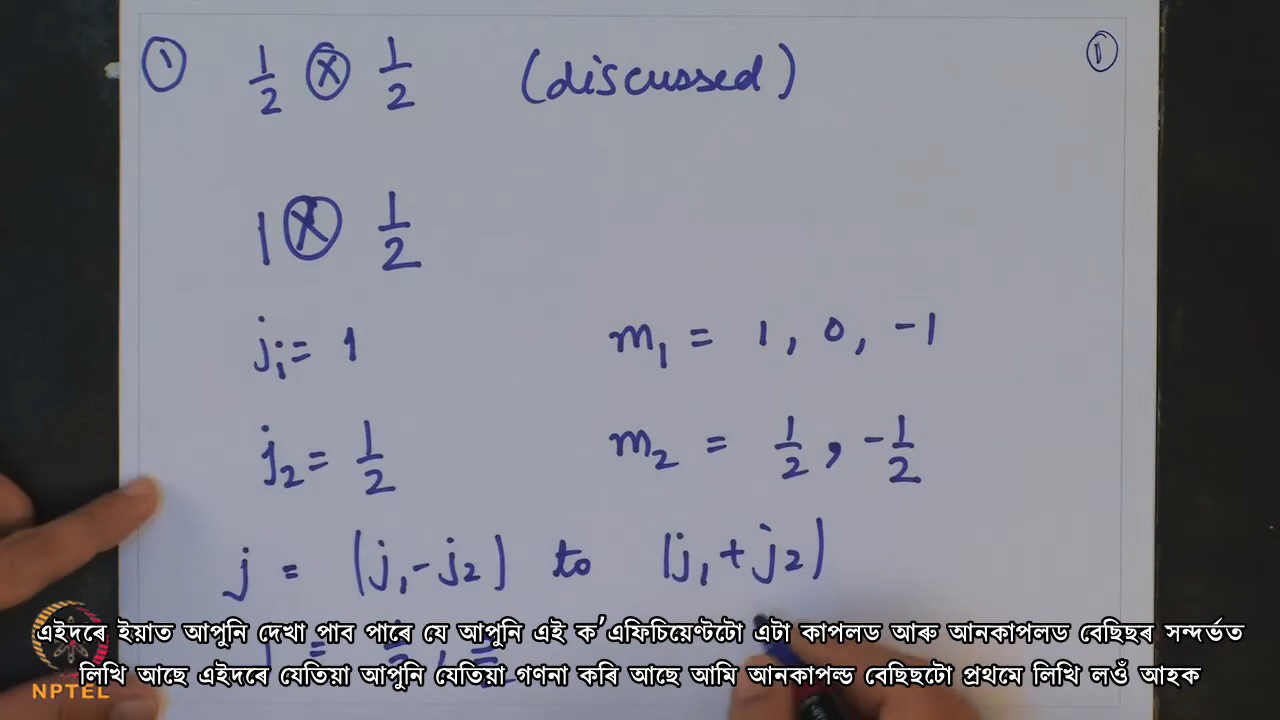 ① 1/2 ⊗ 1/2 (discussed) ①
1 ⊗ 1/2
j₁ = 1 m₁ = 1, 0, -1
j₂ = 1/2 m₂ = 1/2, -1/2
j = |j₁ - j₂| to |j₁ + j₂|
এইদৰে ইয়াত আপুনি দেখা পাব পাৰে যে আপুনি এই ক'এফিচিয়েণ্টটো এটা কাপলড আৰু আনকাপলড বেছিছৰ সন্দৰ্ভত
লিখি আছে এইদৰে যেতিয়া আপুনি যেতিয়া গণনা কৰি আছে আমি আনকাপল্ড বেছিছটো প্ৰথমে লিখি লওঁ আহক
NPTEL